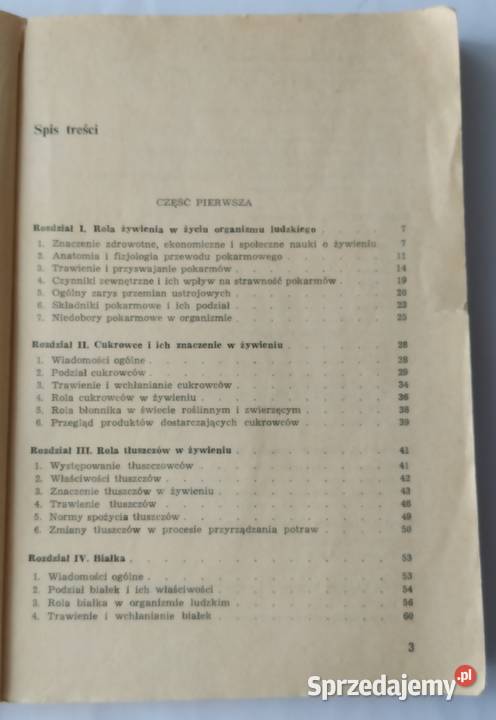 Spis treści
CZĘŚĆ PIERWSZA
Rozdział I. Rola żywienia w życiu organizmu ludzkiego . 7
1. Znaczenie zdrowotne, ekonomiczne i społeczne nauki o żywieniu 7
2. Anatomia i fizjologia przewodu pokarmowego . 11
3. Trawienie i przyswajanie pokarmów . 14
4. Czynniki zewnętrzne i ich wpływ na strawność pokarmów . 19
5. Ogólny zarys przemian ustrojowych . 20
6. Składniki pokarmowe i ich podział . 23
7. Niedobory pokarmowe w organizmie . 25
Rozdział II. Cukrowce i ich znaczenie w żywieniu . 28
1. Wiadomości ogólne . 28
2. Podział cukrowców . 29
3. Trawienie i wchłanianie cukrowców . 34
4. Rola cukrowców w żywieniu . 36
5. Rola błonnika w świecie roślinnym i zwierzęcym . 38
6. Przegląd produktów dostarczających cukrowców . 39
Rozdział III. Rola tłuszczów w żywieniu . 41
1. Występowanie tłuszczowców . 41
2. Właściwości tłuszczów . 42
3. Znaczenie tłuszczów w żywieniu . 43
4. Trawienie tłuszczów . 46
5. Normy spożycia tłuszczów . 49
6. Zmiany tłuszczów w procesie przyrządzania potraw . 50
Rozdział IV. Białka . 53
1. Wiadomości ogólne . 53
2. Podział białek i ich właściwości . 54
3. Rola białka w organizmie ludzkim . 56
4. Trawienie i wchłanianie białek . 60
3
Sprzedajemy.pl